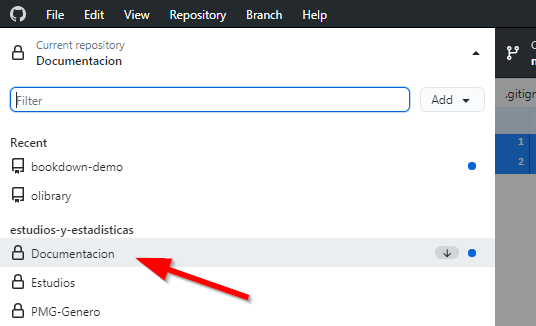 File Edit View Repository Branch Help
Current repository
Documentacion
Filter
Add
.gitign
1
2
Recent
bookdown-demo
olibrary
estudios-y-estadisticas
Documentacion
Estudios
PMG-Genero